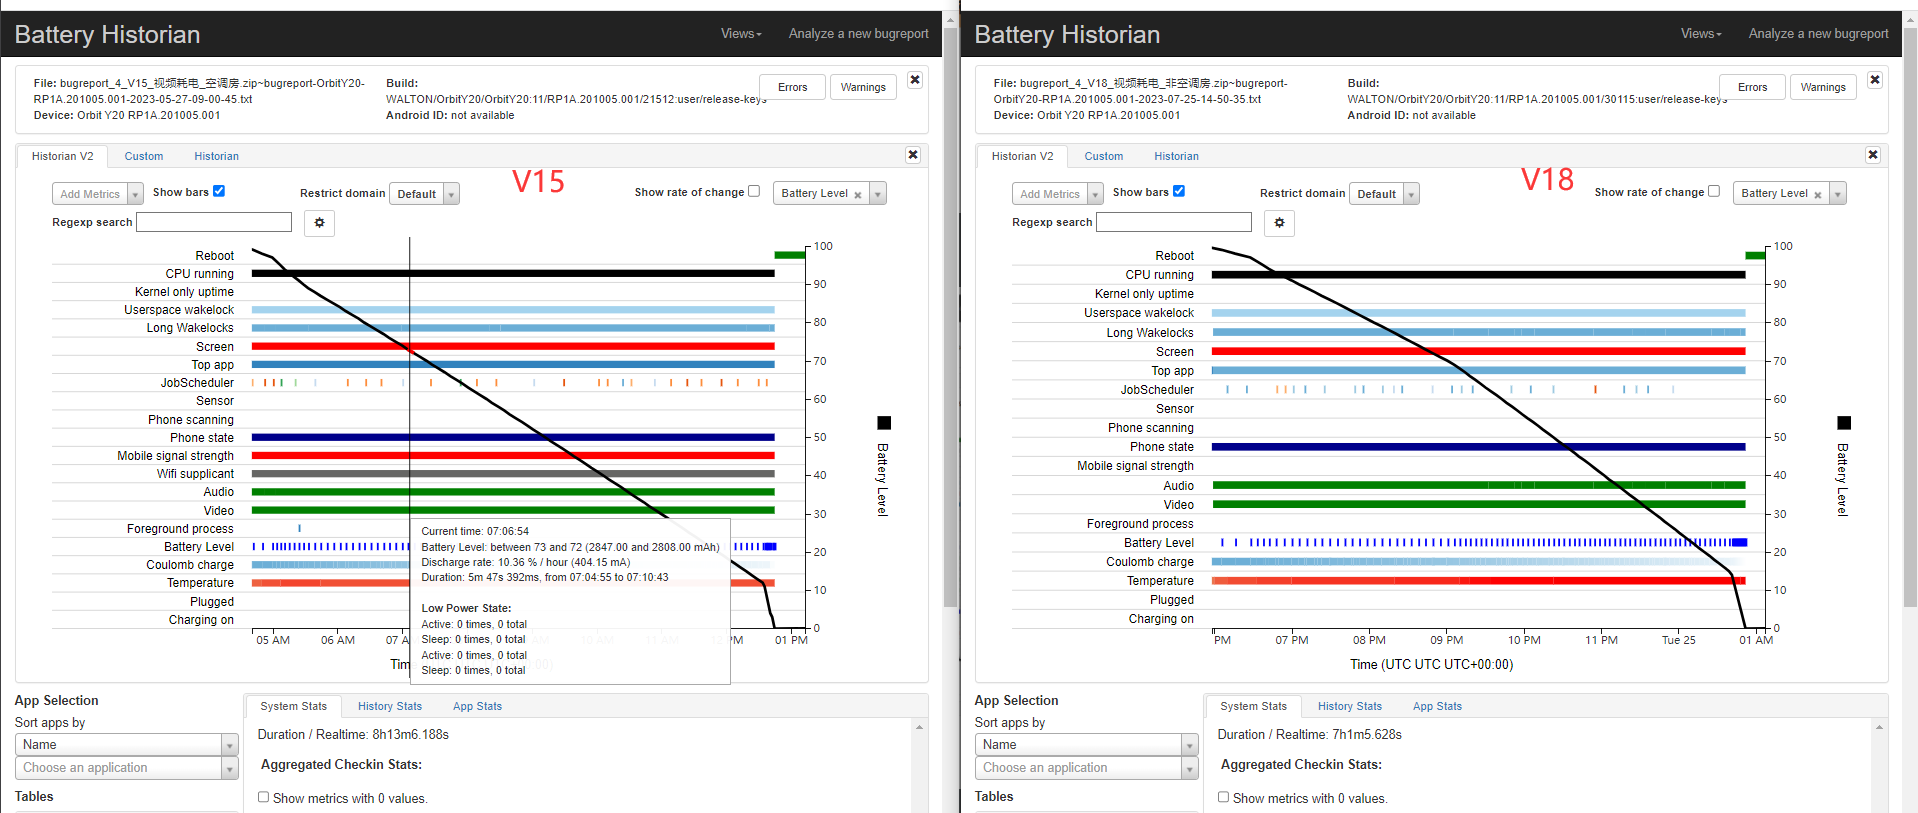 Battery Historian
Views
Analyze a new bugreport
File: bugreport_4_V15_视频耗电_空调房.zip~bugreport-OrbitY20-
RP1A.201005.001-2023-05-27-09-00-45.txt
Device: Orbit Y20 RP1A.201005.001
Build:
WALTON/OrbitY20/OrbitY20:11/RP1A.201005.001/21512:user/release-keys
Android ID: not available
Errors
Warnings
Historian V2
Custom
Historian
V15
Add Metrics
Show bars
Restrict domain
Default
Show rate of change
Battery Level
Regexp search
Reboot
CPU running
Kernel only uptime
Userspace wakelock
Long Wakelocks
Screen
Top app
JobScheduler
Sensor
Phone scanning
Phone state
Mobile signal strength
Wifi supplicant
Audio
Video
Foreground process
Battery Level
Coulomb charge
Temperature
Plugged
Charging on
100
90
80
70
60
50
40
30
20
10
0
Battery Level
Current time: 07:06:54
Battery Level: between 73 and 72 (2847.00 and 2808.00 mAh)
Discharge rate: 10.36 % / hour (404.15 mA)
Duration: 5m 47s 392ms, from 07:04:55 to 07:10:43
Low Power State:
Active: 0 times, 0 total
Sleep: 0 times, 0 total
Active: 0 times, 0 total
Sleep: 0 times, 0 total
05 AM
06 AM
07 A
PM
01 PM
Tim
App Selection
Sort apps by
Name
Choose an application
Tables
System Stats
History Stats
App Stats
Duration / Realtime: 8h13m6.188s
Aggregated Checkin Stats:
Show metrics with 0 values.
Battery Historian
Views
Analyze a new bugreport
File: bugreport_4_V18_视频耗电_非空调房.zip~bugreport-
OrbitY20-RP1A.201005.001-2023-07-25-14-50-35.txt
Device: Orbit Y20 RP1A.201005.001
Build:
WALTON/OrbitY20/OrbitY20:11/RP1A.201005.001/30115:user/release-keys
Android ID: not available
Errors
Warnings
Historian V2
Custom
Historian
V18
Add Metrics
Show bars
Restrict domain
Default
Show rate of change
Battery Level
Regexp search
Reboot
CPU running
Kernel only uptime
Userspace wakelock
Long Wakelocks
Screen
Top app
JobScheduler
Sensor
Phone scanning
Phone state
Mobile signal strength
Audio
Video
Foreground process
Battery Level
Coulomb charge
Temperature
Plugged
Charging on
100
90
80
70
60
50
40
30
20
10
0
Battery Level
PM
07 PM
08 PM
09 PM
10 PM
11 PM
Tue 25
01 AM
Time (UTC UTC UTC+00:00)
App Selection
Sort apps by
Name
Choose an application
Tables
System Stats
History Stats
App Stats
Duration / Realtime: 7h1m5.628s
Aggregated Checkin Stats:
Show metrics with 0 values.